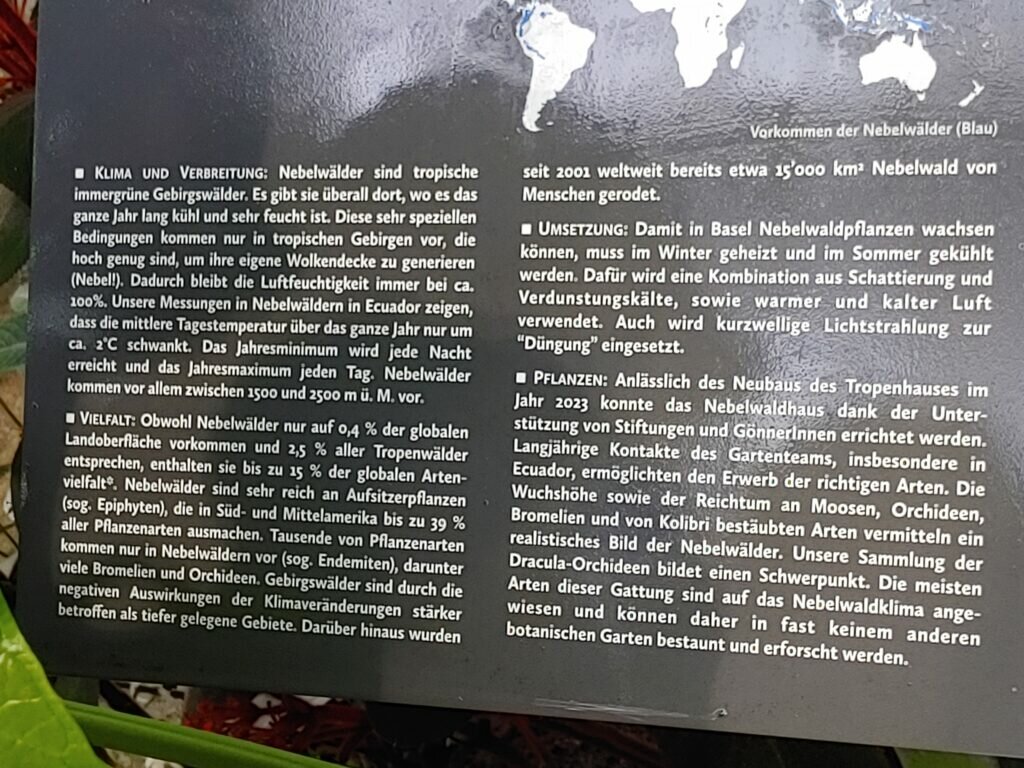 Vorkommen der Nebelwälder (Blau)
■ Klima und Verbreitung: Nebelwälder sind tropische
immergrüne Gebirgswälder. Es gibt sie überall dort, wo es das
ganze Jahr lang kühl und sehr feucht ist. Diese sehr speziellen
Bedingungen kommen nur in tropischen Gebirgen vor, die
hoch genug sind, um ihre eigene Wolkendecke zu generieren
(Nebel!). Dadurch bleibt die Luftfeuchtigkeit immer bei ca.
100%. Unsere Messungen in Nebelwäldern in Ecuador zeigen,
dass die mittlere Tagestemperatur über das ganze Jahr nur um
ca. 2°C schwankt. Das Jahresminimum wird jede Nacht
erreicht und das Jahresmaximum jeden Tag. Nebelwälder
kommen vor allem zwischen 1500 und 2500 m ü. M. vor.
■ Vielfalt: Obwohl Nebelwälder nur auf 0,4 % der globalen
Landoberfläche vorkommen und 2,5 % aller Tropenwälder
entsprechen, enthalten sie bis zu 15 % der globalen Arten-
vielfalt*. Nebelwälder sind sehr reich an Aufsitzerpflanzen
(sog. Epiphyten), die in Süd- und Mittelamerika bis zu 39 %
aller Pflanzenarten ausmachen. Tausende von Pflanzenarten
kommen nur in Nebelwäldern vor (sog. Endemiten), darunter
viele Bromelien und Orchideen. Gebirgswälder sind durch die
negativen Auswirkungen der Klimaveränderungen stärker
betroffen als tiefer gelegene Gebiete. Darüber hinaus wurden
seit 2001 weltweit bereits etwa 15'000 km² Nebelwald von
Menschen gerodet.
■ Umsetzung: Damit in Basel Nebelwaldpflanzen wachsen
können, muss im Winter geheizt und im Sommer gekühlt
werden. Dafür wird eine Kombination aus Schattierung und
Verdunstungskälte, sowie warmer und kalter Luft
verwendet. Auch wird kurzwellige Lichtstrahlung zur
“Düngung” eingesetzt.
■ Pflanzen: Anlässlich des Neubaus des Tropenhauses im
Jahr 2023 konnte das Nebelwaldhaus dank der Unter-
stützung von Stiftungen und GönnerInnen errichtet werden.
Langjährige Kontakte des Gartenteams, insbesondere in
Ecuador, ermöglichten den Erwerb der richtigen Arten. Die
Wuchshöhe sowie der Reichtum an Moosen, Orchideen,
Bromelien und von Kolibri bestäubten Arten vermitteln ein
realistisches Bild der Nebelwälder. Unsere Sammlung der
Dracula-Orchideen bildet einen Schwerpunkt. Die meisten
Arten dieser Gattung sind auf das Nebelwaldklima ange-
wiesen und können daher in fast keinem anderen
botanischen Garten bestaunt und erforscht werden.